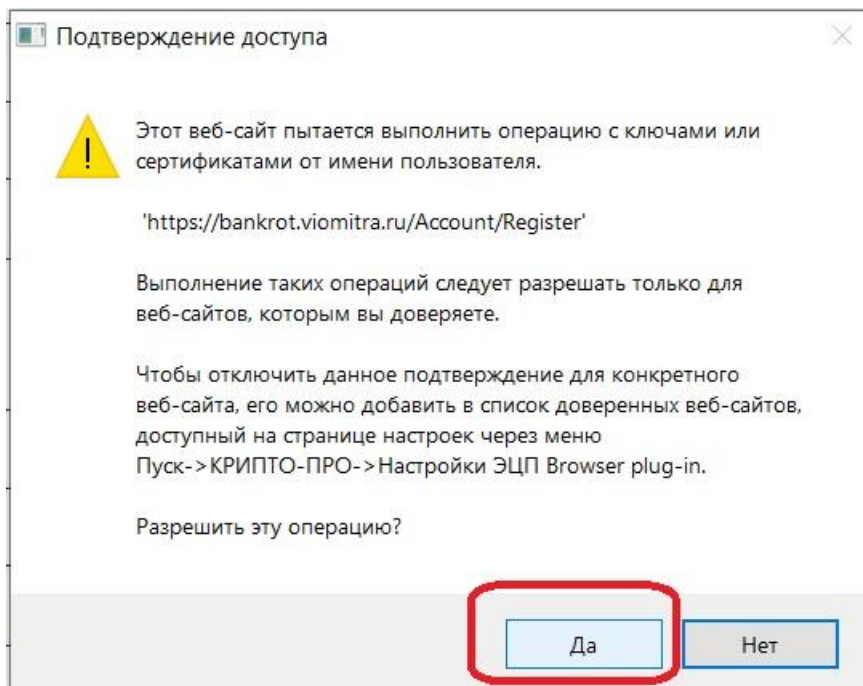 Подтверждение доступа
Этот веб-сайт пытается выполнить операцию с ключами или
сертификатами от имени пользователя.
'https://bankrot.viomitra.ru/Account/Register'
Выполнение таких операций следует разрешать только для
веб-сайтов, которым вы доверяете.
Чтобы отключить данное подтверждение для конкретного
веб-сайта, его можно добавить в список доверенных веб-сайтов,
доступный на странице настроек через меню
Пуск->КРИПТО-ПРО->Настройки ЭЦП Browser plug-in.
Разрешить эту операцию?
Да
Нет